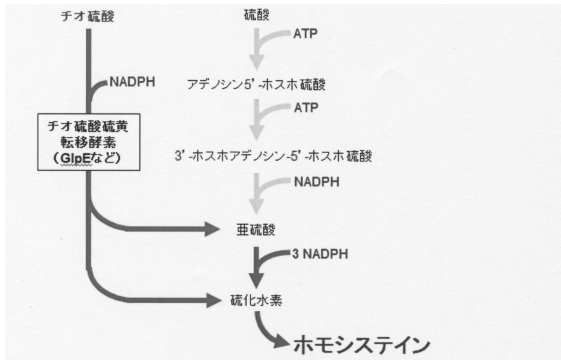 チオ硫酸
硫酸
ATP
NADPH
アデノシン5’-ホスホ硫酸
ATP
チオ硫酸硫黄
転移酵素
(GlpEなど)
3’-ホスホアデノシン-5’-ホスホ硫酸
NADPH
亜硫酸
3 NADPH
硫化水素
ホモシステイン